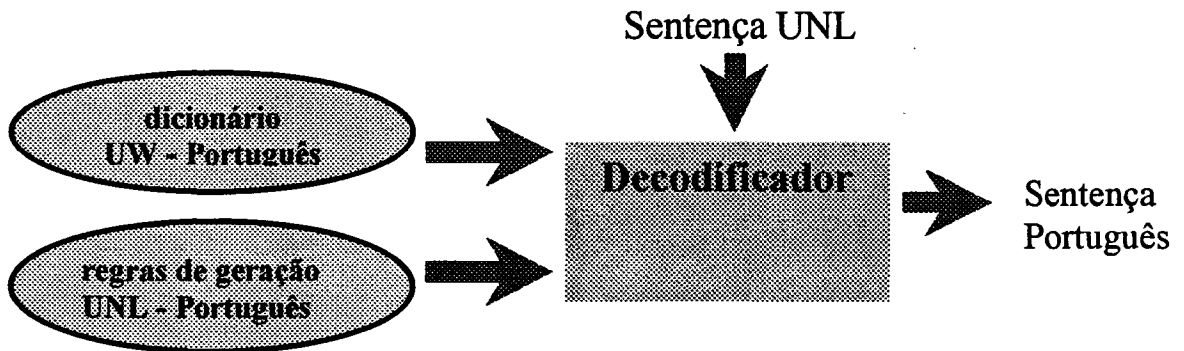 Sentença UNL
dicionário
UW - Português
Decodificador
Sentença
Português
regras de geração
UNL - Português